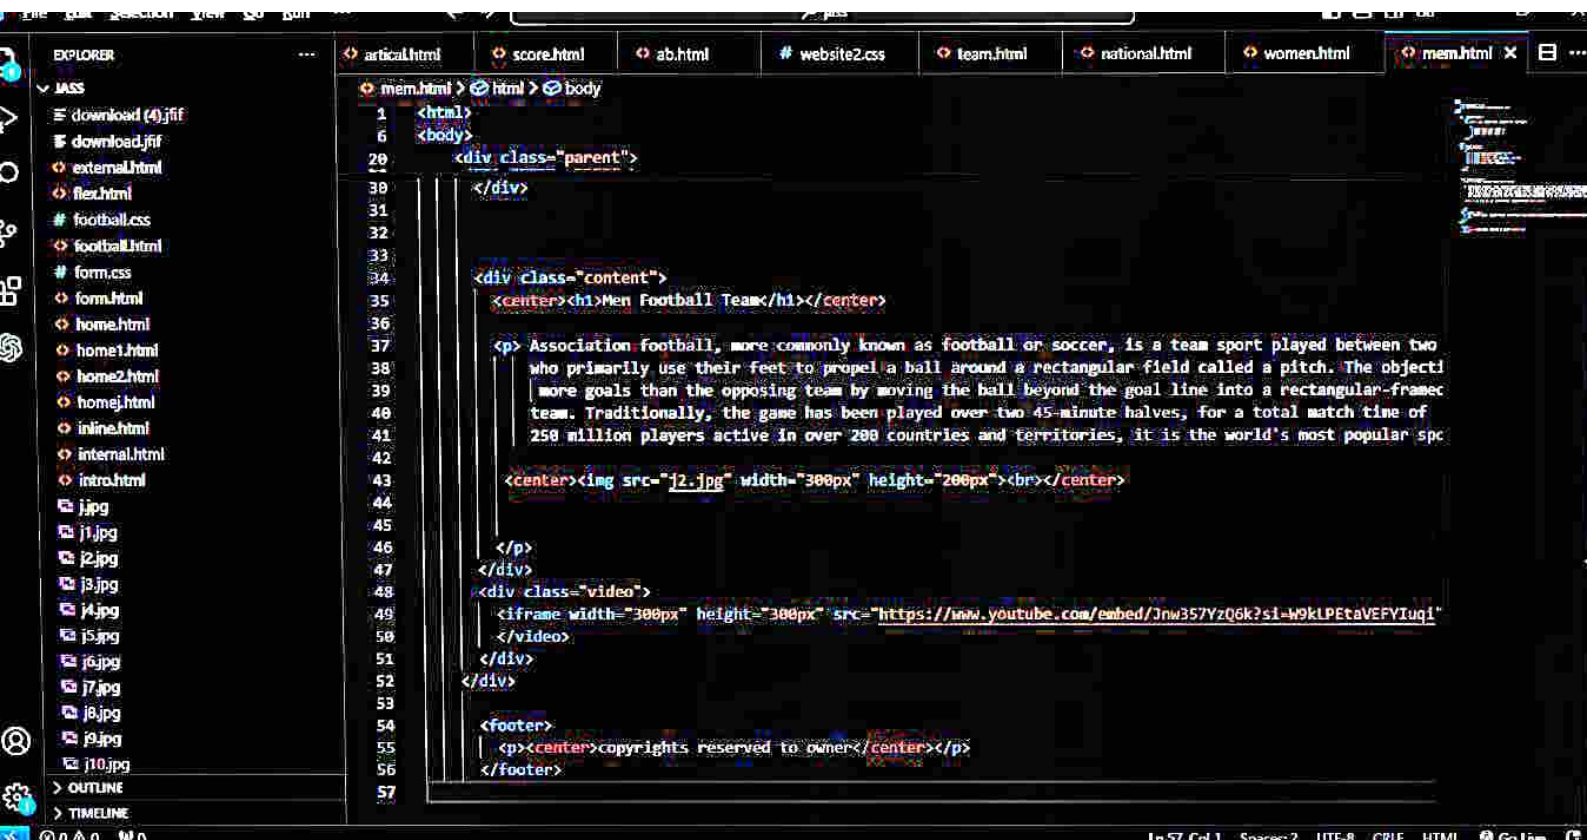 File Edit Selection View Go Run
EXPLORER
artical.html score.html ab.html # website2.css team.html national.html women.html mem.html
JASS
mem.html > html > body
download (4).jfif
download.jfif
external.html
flex.html
# football.css
football.html
# form.css
form.html
home.html
home1.html
home2.html
homej.html
inline.html
internal.html
intro.html
j.jpg
j1.jpg
j2.jpg
j3.jpg
j4.jpg
j5.jpg
j6.jpg
j7.jpg
j8.jpg
j9.jpg
j10.jpg
> OUTLINE
> TIMELINE
1 <html>
6 <body>
20 <div class="parent">
30 </div>
31
32
33
34 <div class="content">
35 <center><h1>Men Football Team</h1></center>
36
37 <p> Association football, more commonly known as football or soccer, is a team sport played between two
38 who primarily use their feet to propel a ball around a rectangular field called a pitch. The objecti
39 more goals than the opposing team by moving the ball beyond the goal line into a rectangular-framed
40 team. Traditionally, the game has been played over two 45-minute halves, for a total match time of
41 250 million players active in over 200 countries and territories, it is the world's most popular spo
42
43 <center><img src="j2.jpg" width="300px" height="200px"><br></center>
44
45
46 </p>
47 </div>
48 <div class="video">
49 <iframe width="300px" height="300px" src="https://www.youtube.com/embed/Jnw357YzQ6k?si=W9kLPEtaVEFYIuqi"
50 </video>
51 </div>
52 </div>
53
54 <footer>
55 <p><center>copyrights reserved to owner</center></p>
56 </footer>
57
0 0 0 Ln 57, Col 1 Spaces: 2 UTF-8 CRLF HTML Go Live